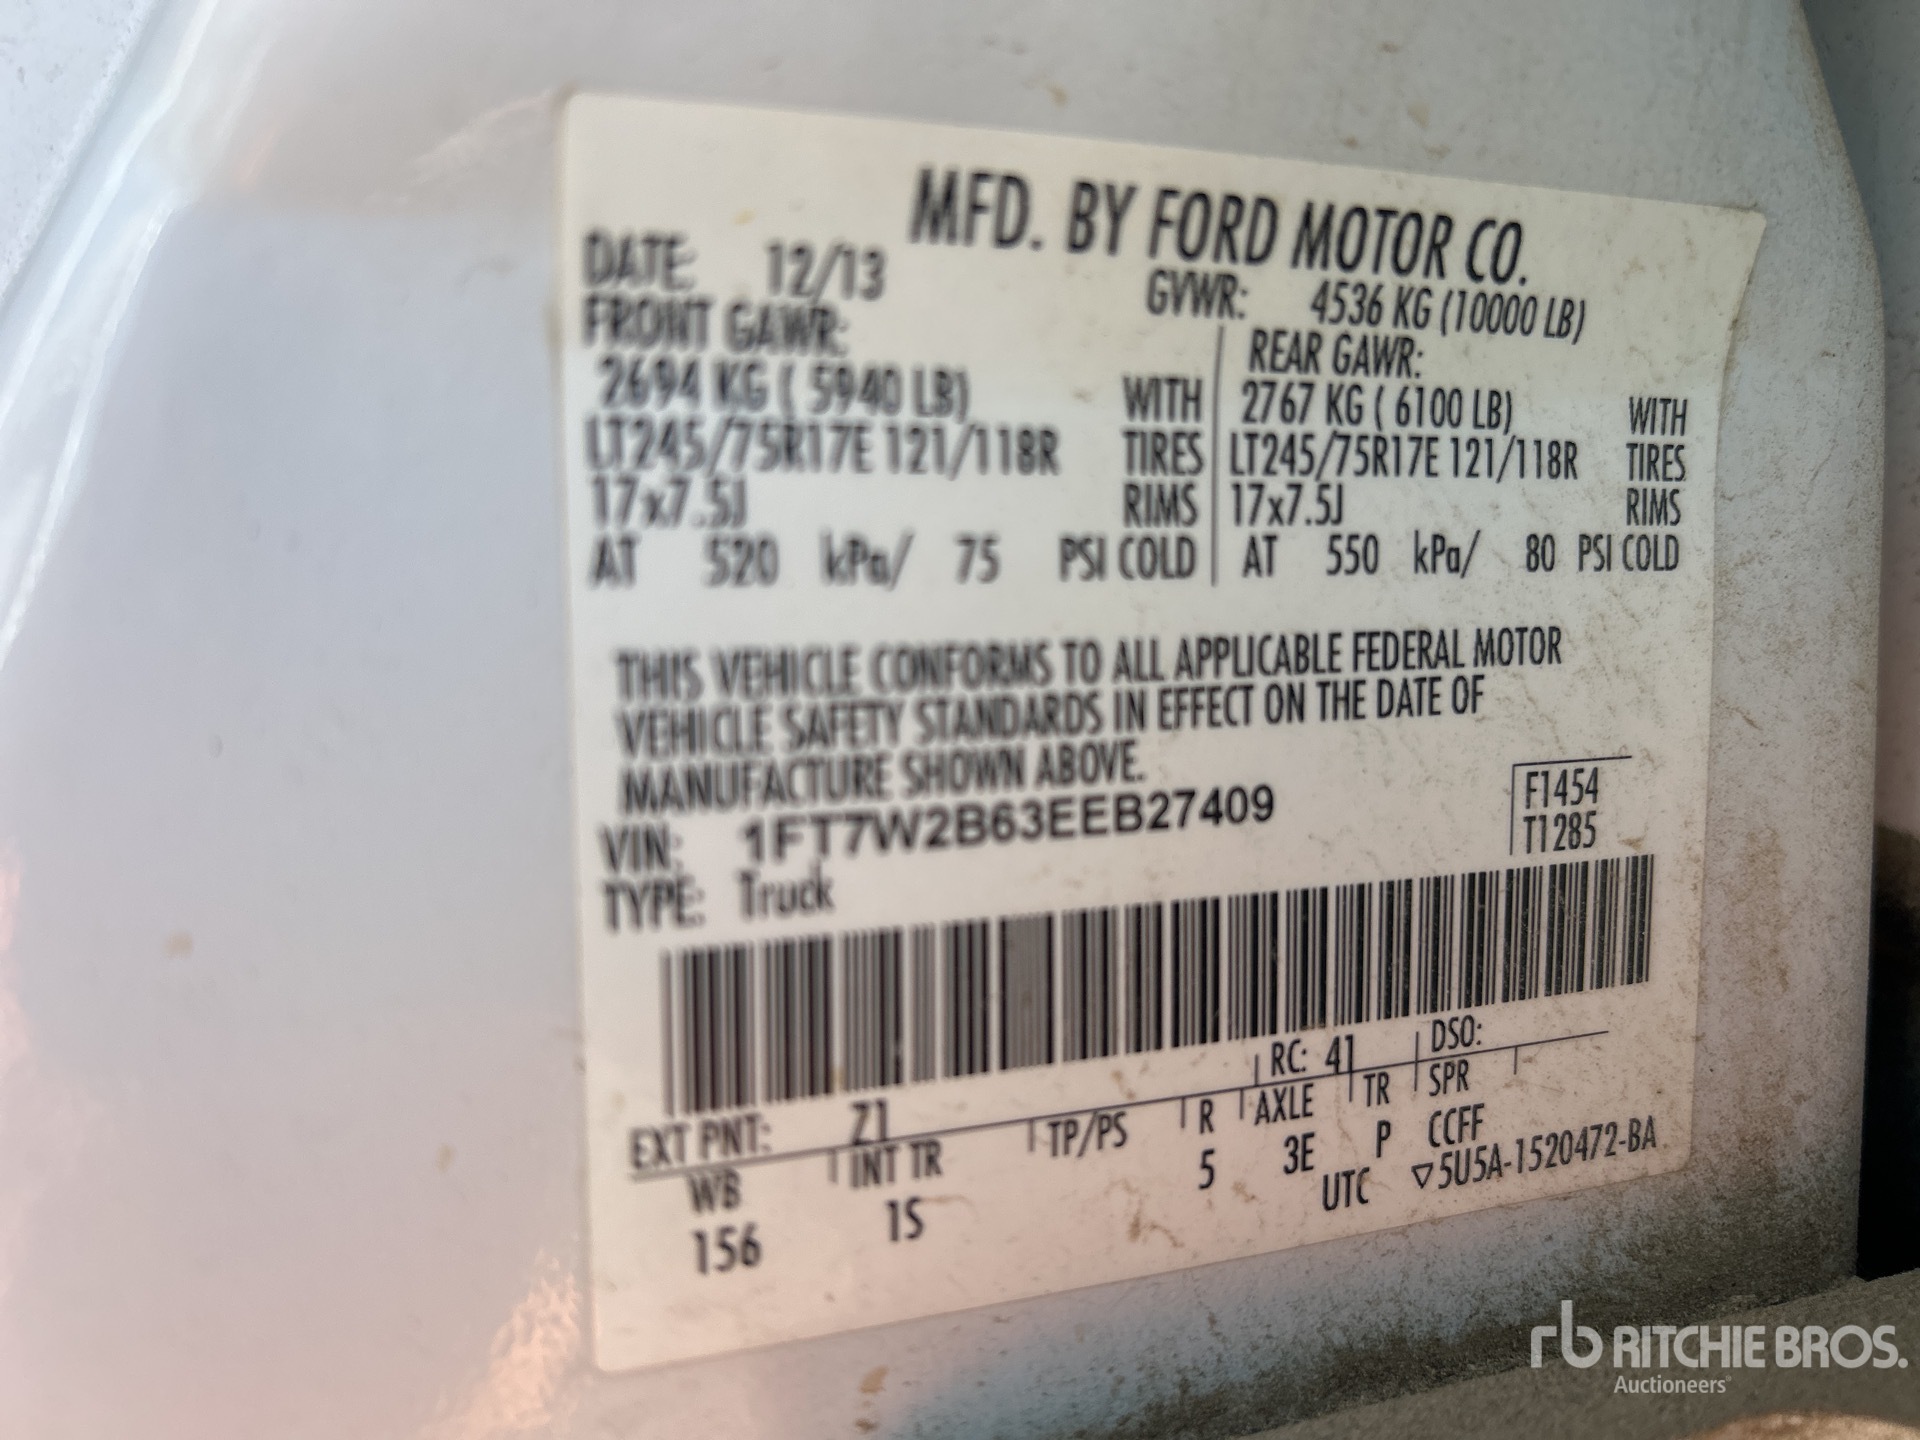 MFD. BY FORD MOTOR CO.
DATE: 12/13 GVWR: 4536 KG (10000 LB)
FRONT GAWR: REAR GAWR:
2694 KG ( 5940 LB) WITH 2767 KG ( 6100 LB) WITH
LT245/75R17E 121/118R TIRES LT245/75R17E 121/118R TIRES
17x7.5J RIMS 17x7.5J RIMS
AT 520 kPa/ 75 PSI COLD AT 550 kPa/ 80 PSI COLD
THIS VEHICLE CONFORMS TO ALL APPLICABLE FEDERAL MOTOR
VEHICLE SAFETY STANDARDS IN EFFECT ON THE DATE OF
MANUFACTURE SHOWN ABOVE.
VIN: 1FT7W2B63EEB27409 F1454
TYPE: Truck T1285
EXT PNT: Z1 RC: 41 DSO:
WB INT TR TP/PS R AXLE TR SPR
156 1S 5 3E P CCFF
UTC ▽5U5A-1520472-BA
rb RITCHIE BROS.
Auctioneers